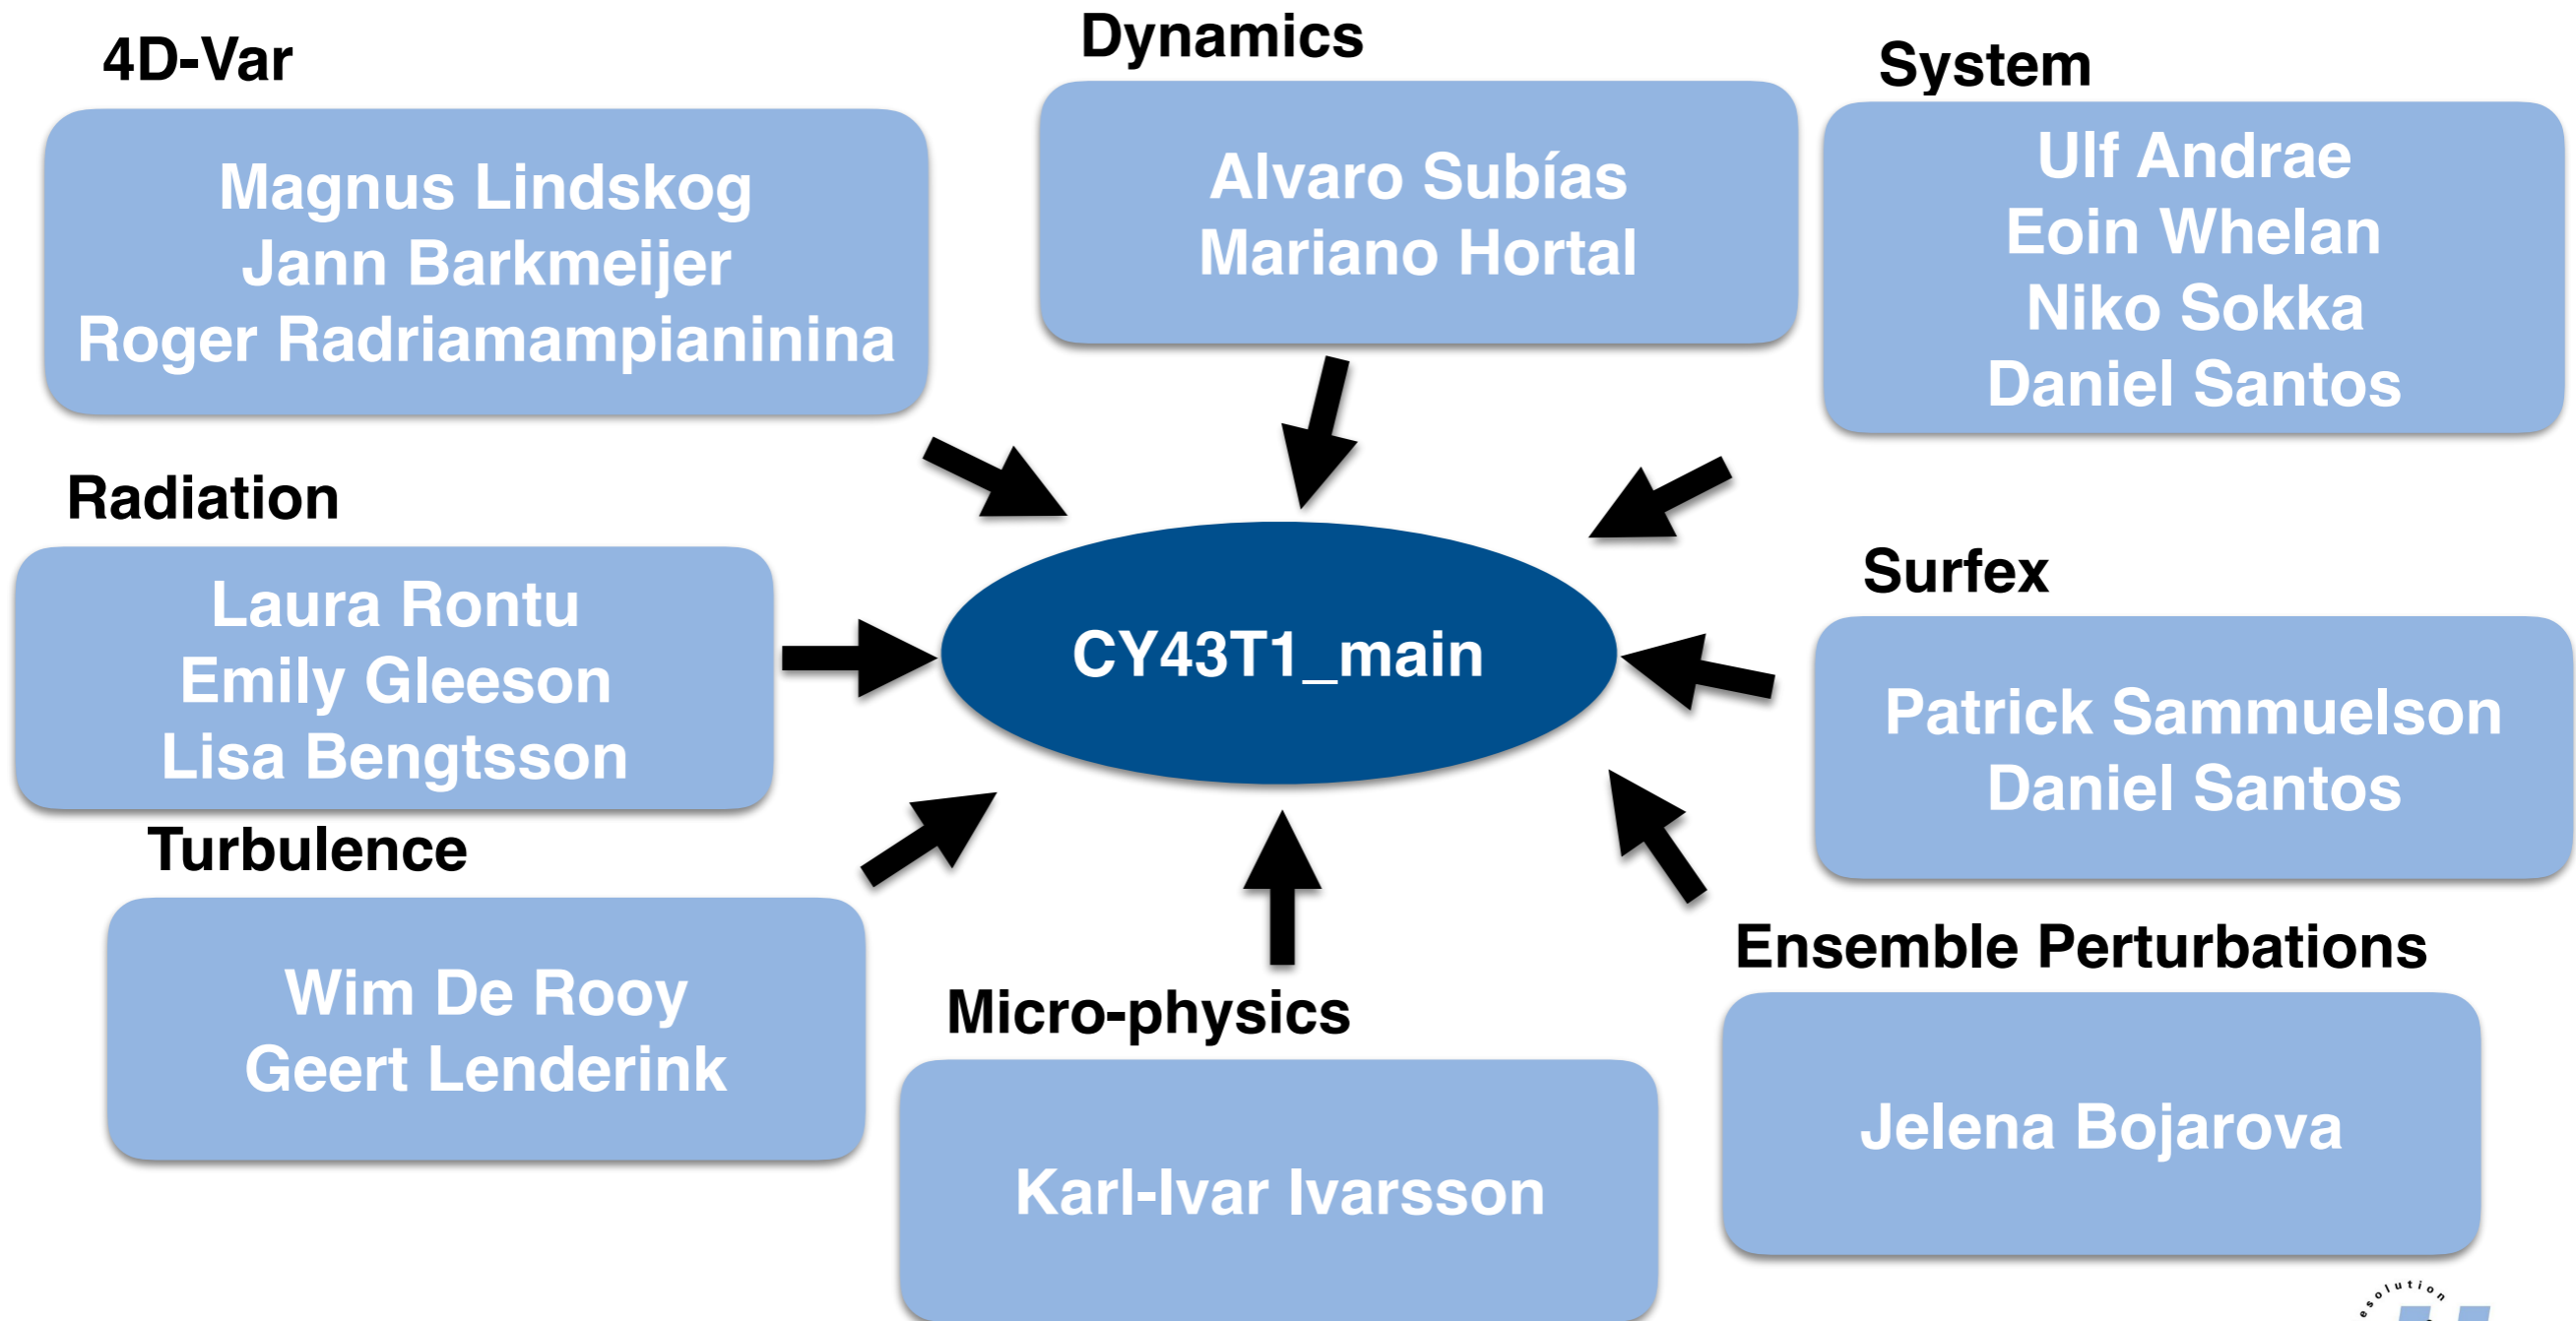 4D-Var
Magnus Lindskog
Jann Barkmeijer
Roger Radriamampianinina
Dynamics
Alvaro Subías
Mariano Hortal
System
Ulf Andrae
Eoin Whelan
Niko Sokka
Daniel Santos
Radiation
Laura Rontu
Emily Gleeson
Lisa Bengtsson
CY43T1_main
Surfex
Patrick Sammuelson
Daniel Santos
Turbulence
Wim De Rooy
Geert Lenderink
Micro-physics
Karl-Ivar Ivarsson
Ensemble Perturbations
Jelena Bojarova
esolution